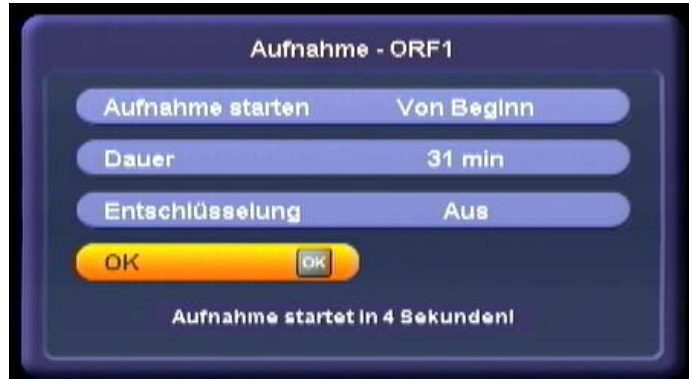 Aufnahme - ORF1
Aufnahme starten Von Beginn
Dauer 31 min
Entschlüsselung Aus
OK OK
Aufnahme startet in 4 Sekunden!